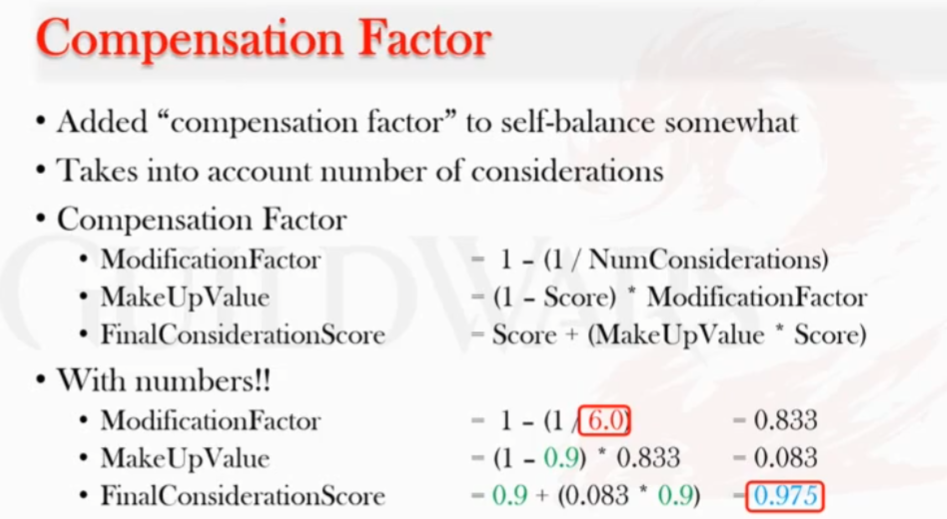 Compensation Factor
• Added “compensation factor” to self-balance somewhat
• Takes into account number of considerations
• Compensation Factor
• ModificationFactor = 1 - (1 / NumConsiderations)
• MakeUpValue = (1 - Score) * ModificationFactor
• FinalConsiderationScore = Score + (MakeUpValue * Score)
• With numbers!!
• ModificationFactor = 1 - (1 / 6.0) = 0.833
• MakeUpValue = (1 - 0.9) * 0.833 = 0.083
• FinalConsiderationScore = 0.9 + (0.083 * 0.9) = 0.975
GUILD WARS